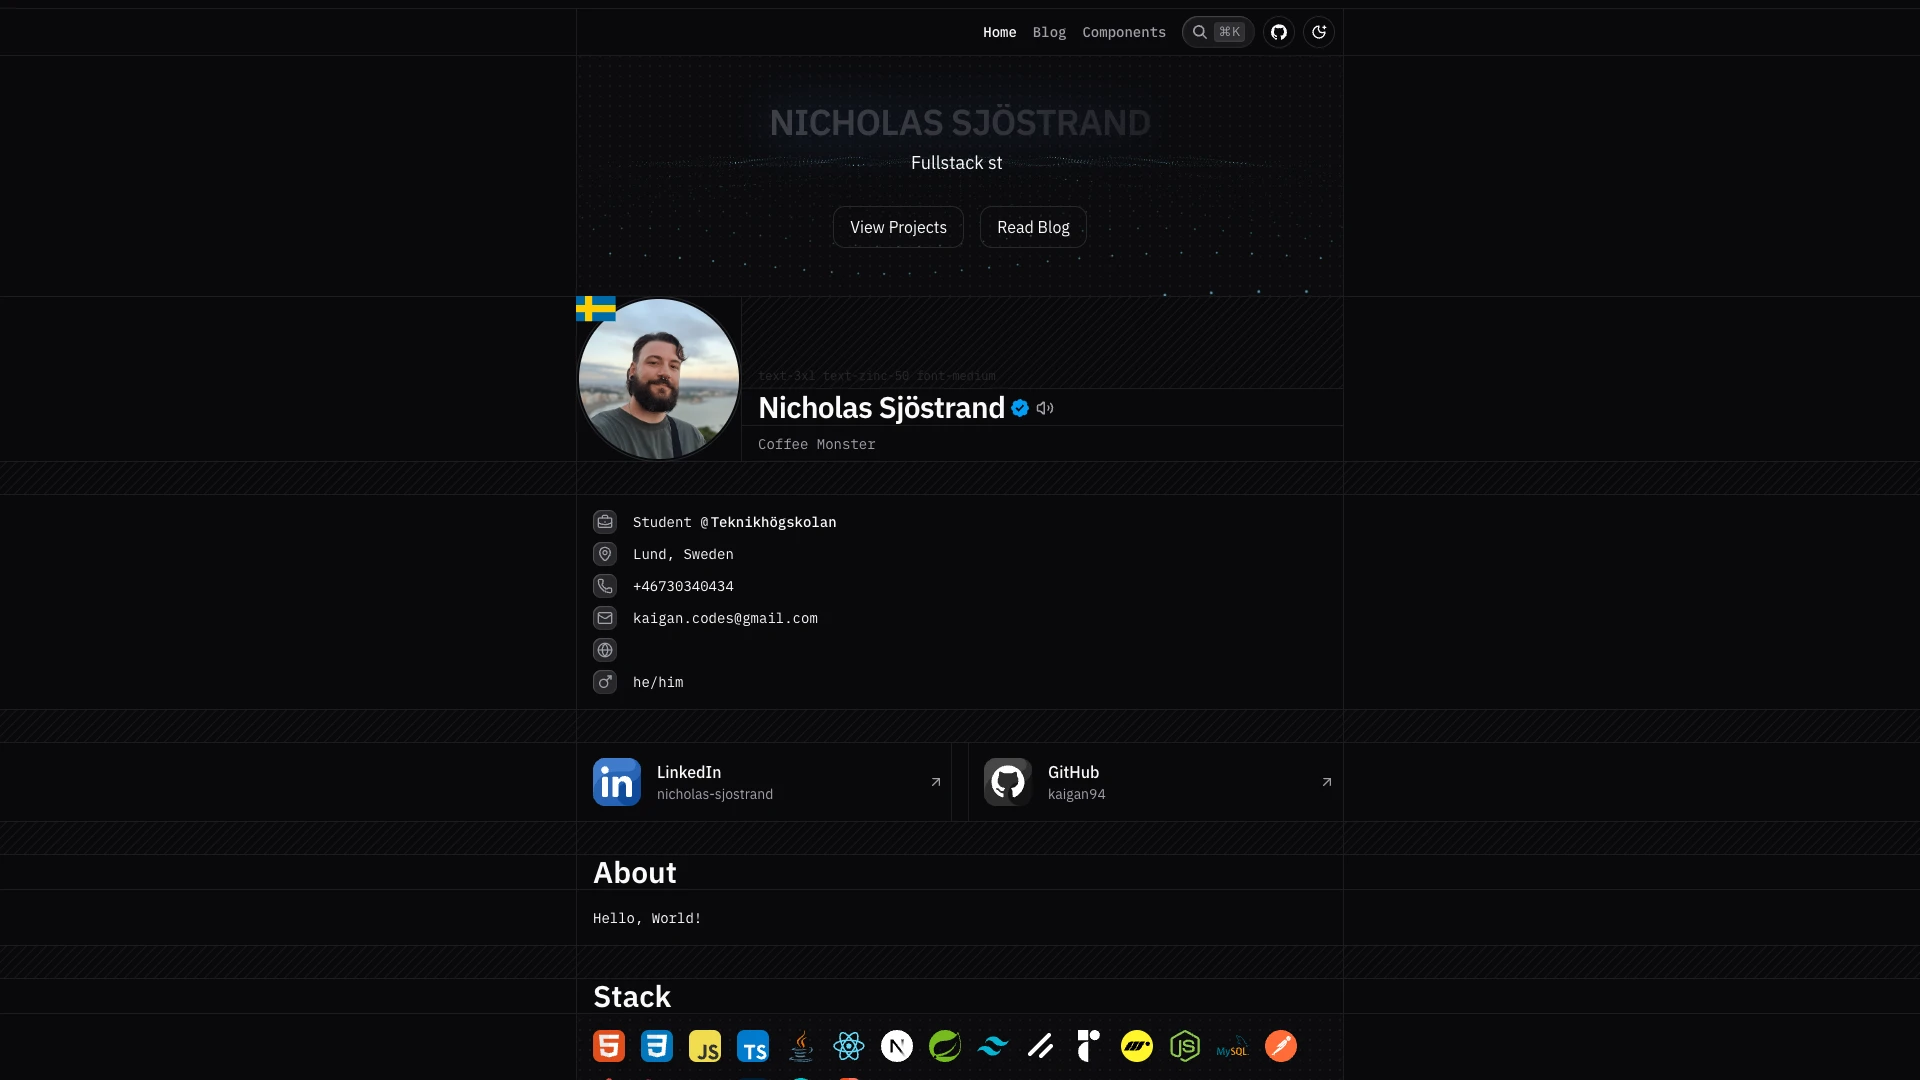 Home Blog Components ⌘K
NICHOLAS SJÖSTRAND
Fullstack st
View Projects Read Blog
text-3xl text-zinc-50 font-medium
Nicholas Sjöstrand
Coffee Monster
Student @Teknikhögskolan
Lund, Sweden
+46730340434
kaigan.codes@gmail.com
he/him
in LinkedIn
nicholas-sjostrand
GitHub
kaigan94
About
Hello, World!
Stack
JS TS N JS MySQL